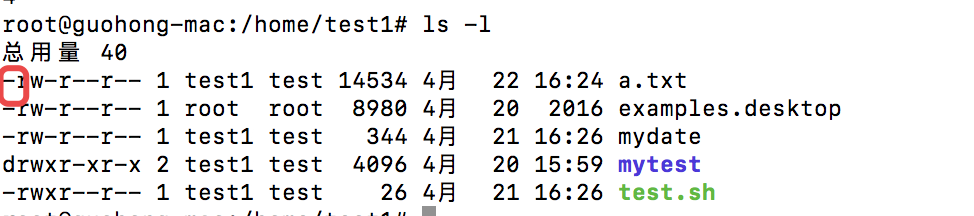 root@guohong-mac:/home/test1# ls -l
总用量 40
-rw-r--r-- 1 test1 test 14534 4月  22 16:24 a.txt
-rw-r--r-- 1 root  root  8980 4月  20  2016 examples.desktop
-rw-r--r-- 1 test1 test   344 4月  21 16:26 mydate
drwxr-xr-x 2 test1 test  4096 4月  20 15:59 mytest
-rwxr--r-- 1 test1 test    26 4月  21 16:26 test.sh
root@guohong-mac:/home/test1#